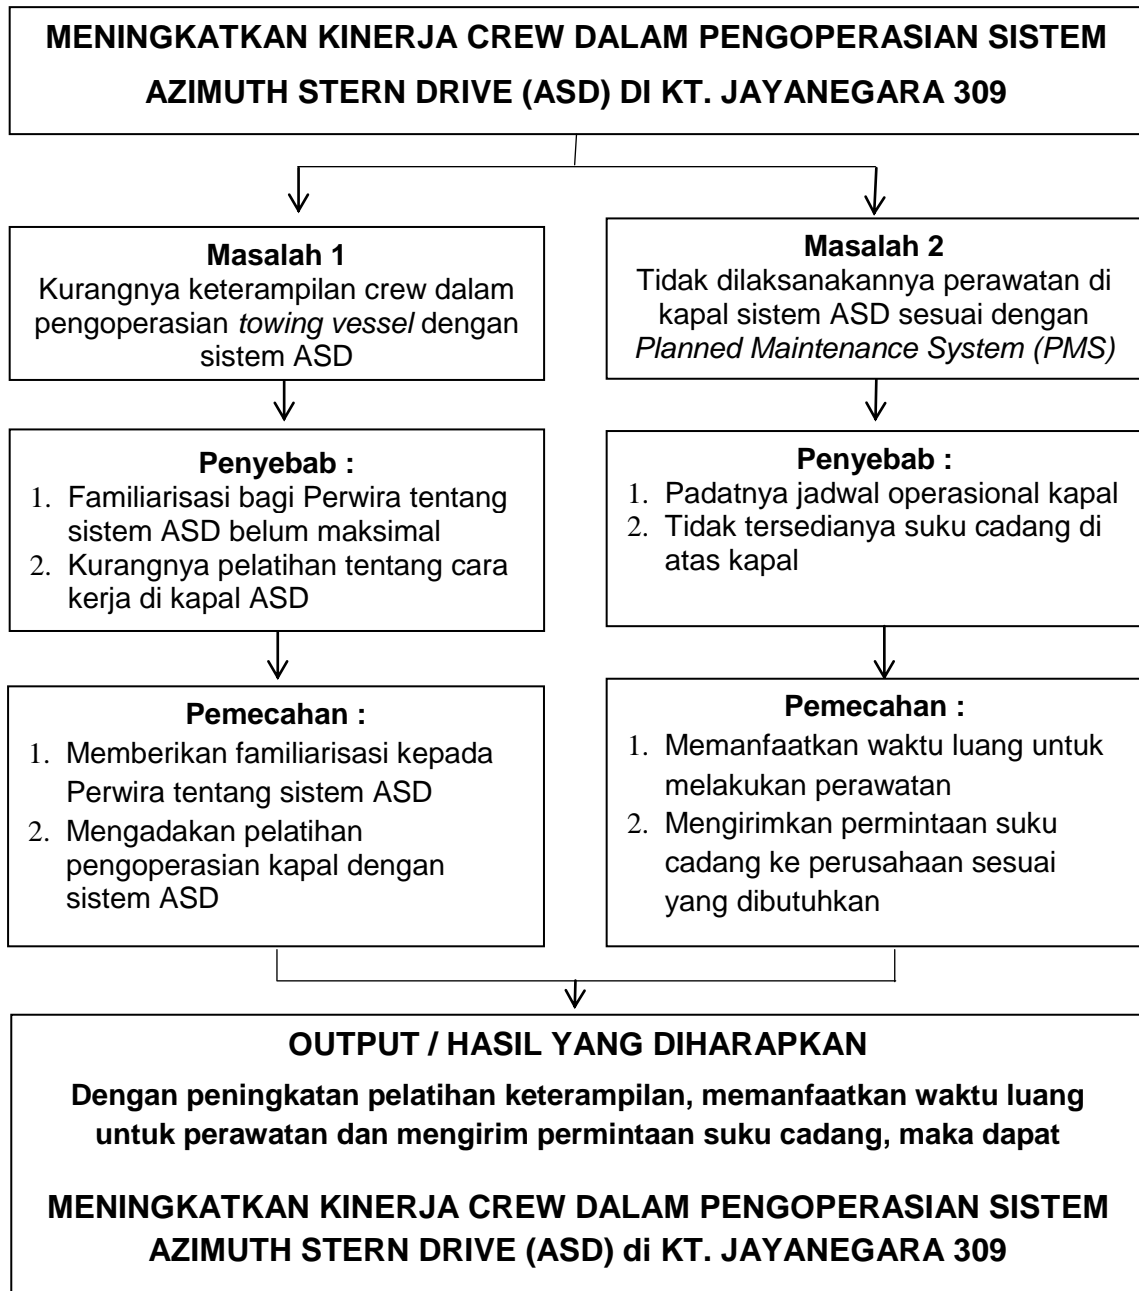 MENINGKATKAN KINERJA CREW DALAM PENGOPERASIAN SISTEM
AZIMUTH STERN DRIVE (ASD) DI KT. JAYANEGARA 309
Masalah 1
Kurangnya keterampilan crew dalam
pengoperasian towing vessel dengan
sistem ASD
Masalah 2
Tidak dilaksanakannya perawatan di
kapal sistem ASD sesuai dengan
Planned Maintenance System (PMS)
Penyebab :
1. Familiarisasi bagi Perwira tentang
sistem ASD belum maksimal
2. Kurangnya pelatihan tentang cara
kerja di kapal ASD
Penyebab :
1. Padatnya jadwal operasional kapal
2. Tidak tersedianya suku cadang di
atas kapal
Pemecahan :
1. Memberikan familiarisasi kepada
Perwira tentang sistem ASD
2. Mengadakan pelatihan
pengoperasian kapal dengan
sistem ASD
Pemecahan :
1. Memanfaatkan waktu luang untuk
melakukan perawatan
2. Mengirimkan permintaan suku
cadang ke perusahaan sesuai
yang dibutuhkan
OUTPUT / HASIL YANG DIHARAPKAN
Dengan peningkatan pelatihan keterampilan, memanfaatkan waktu luang
untuk perawatan dan mengirim permintaan suku cadang, maka dapat
MENINGKATKAN KINERJA CREW DALAM PENGOPERASIAN SISTEM
AZIMUTH STERN DRIVE (ASD) di KT. JAYANEGARA 309